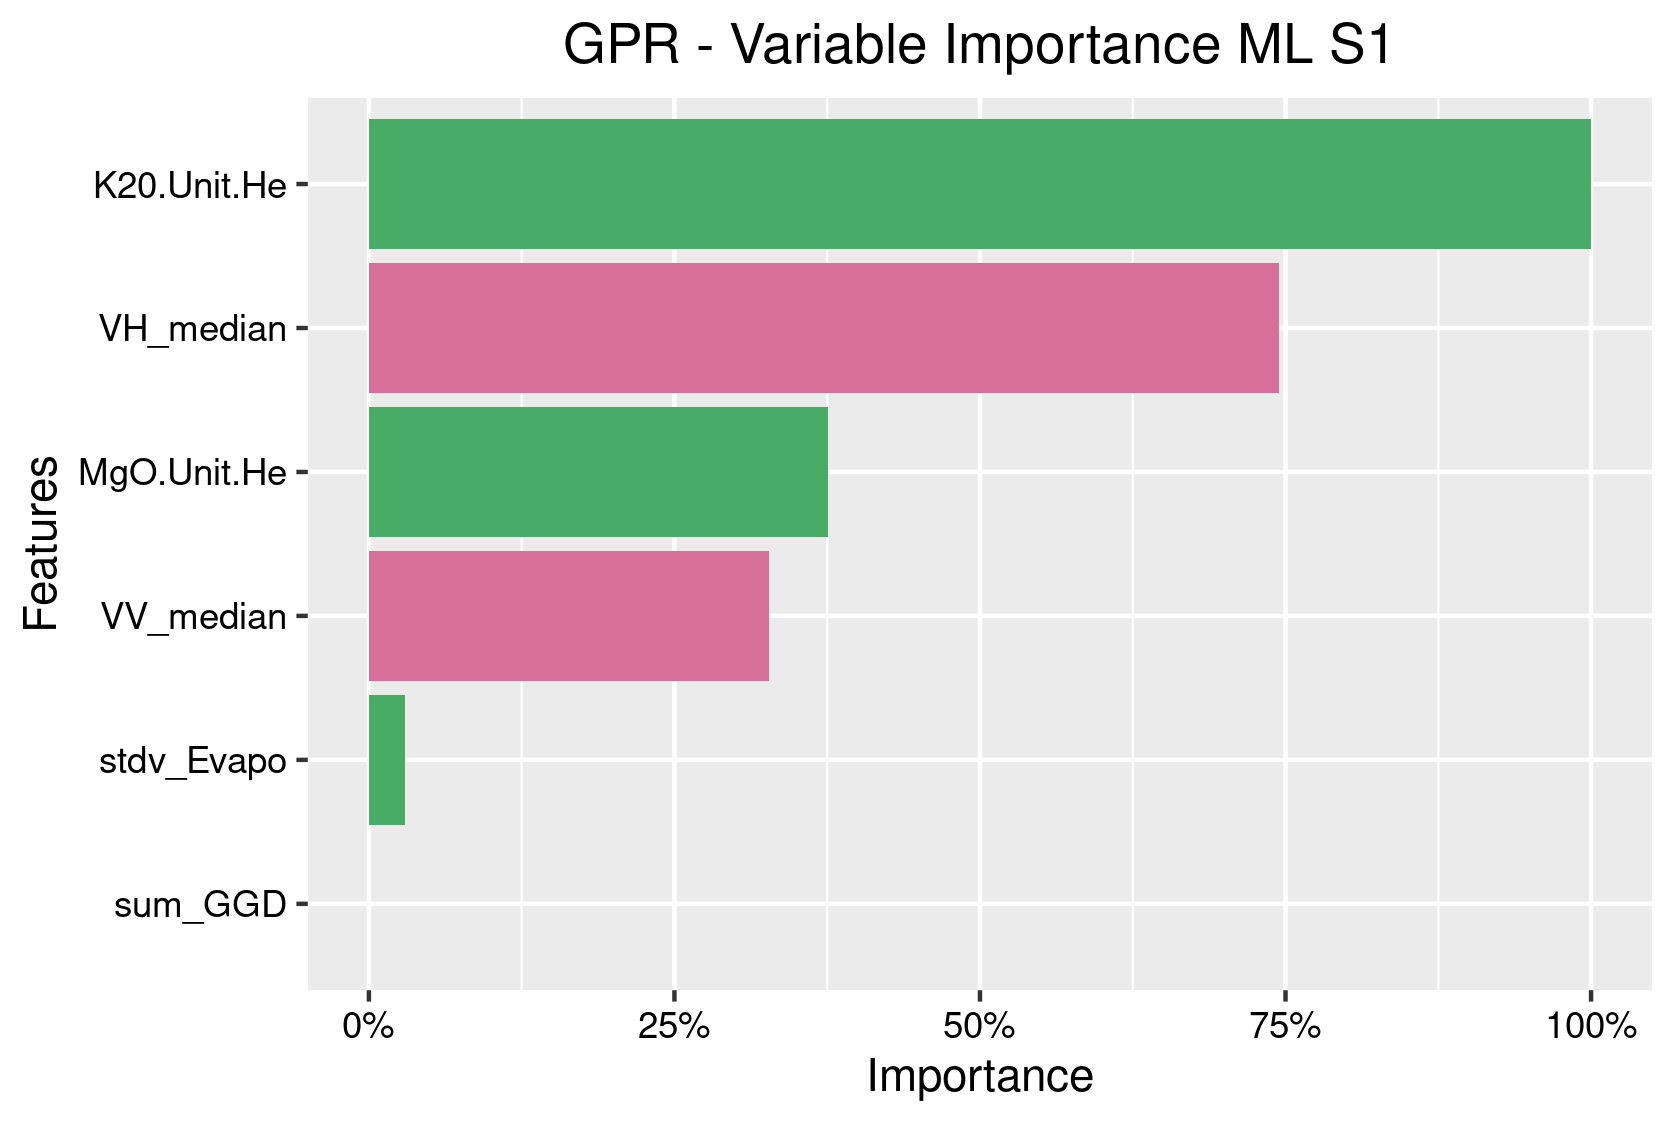 GPR - Variable Importance ML S1
K20.Unit.He
VH_median
MgO.Unit.He
VV_median
stdv_Evapo
sum_GGD
Features
0% 25% 50% 75% 100%
Importance